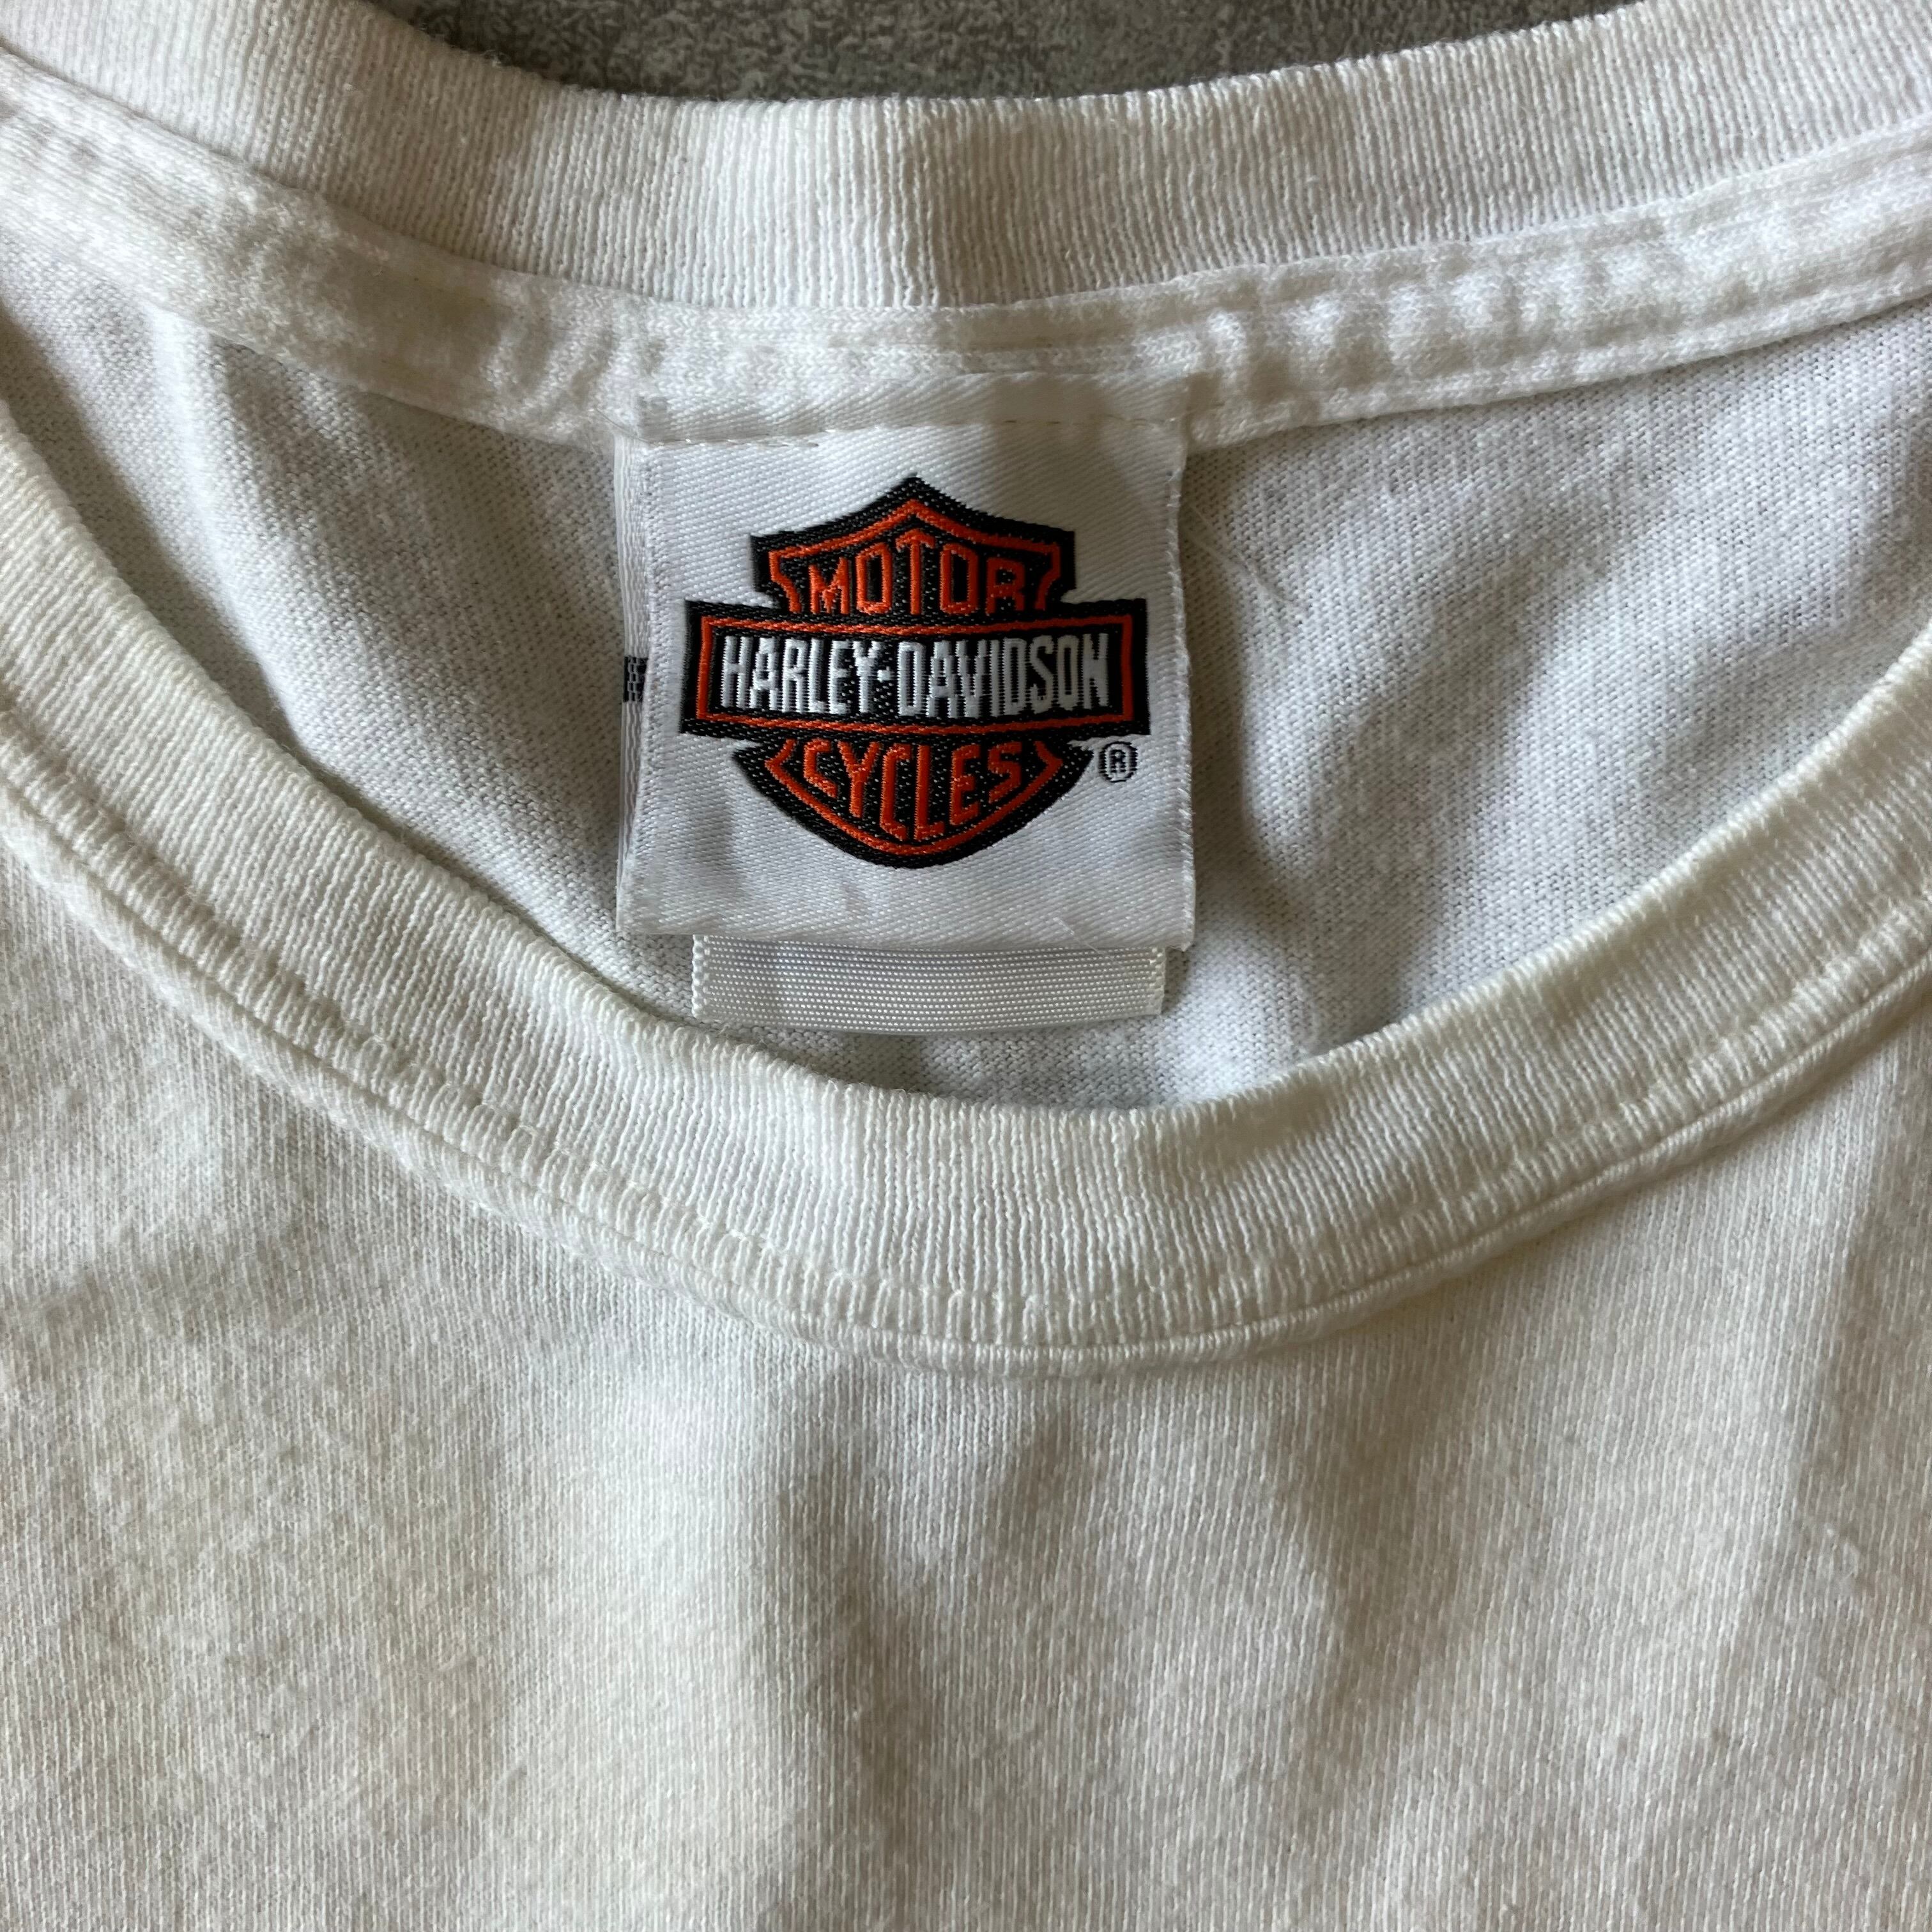 MOTOR
HARLEY-DAVIDSON
CYCLES
®